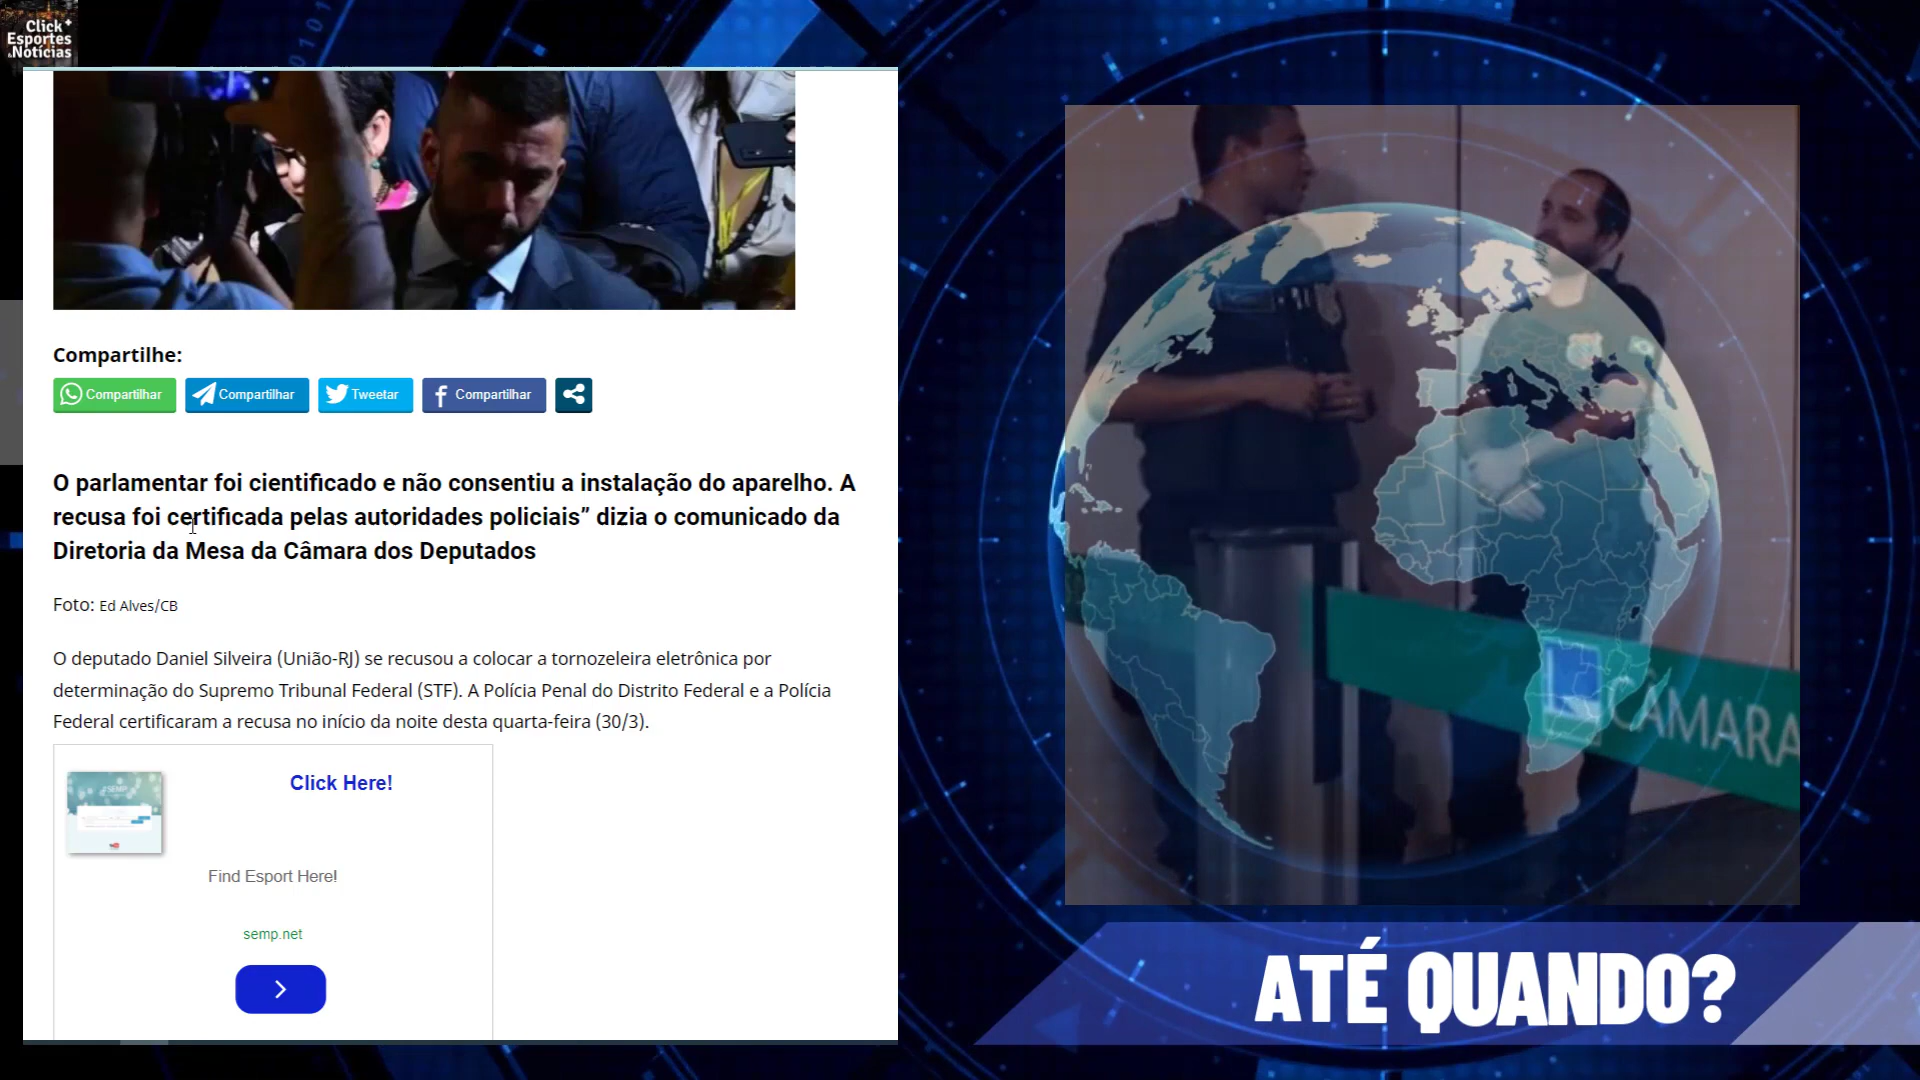 Click+
Esportes
&Notícias
Compartilhe:
Compartilhar
Compartilhar
Tweetar
Compartilhar
O parlamentar foi cientificado e não consentiu a instalação do aparelho. A
recusa foi certificada pelas autoridades policiais” dizia o comunicado da
Diretoria da Mesa da Câmara dos Deputados
Foto: Ed Alves/CB
O deputado Daniel Silveira (União-RJ) se recusou a colocar a tornozeleira eletrônica por
determinação do Supremo Tribunal Federal (STF). A Polícia Penal do Distrito Federal e a Polícia
Federal certificaram a recusa no início da noite desta quarta-feira (30/3).
Click Here!
Find Esport Here!
semp.net
CÂMARA
ATÉ QUANDO?